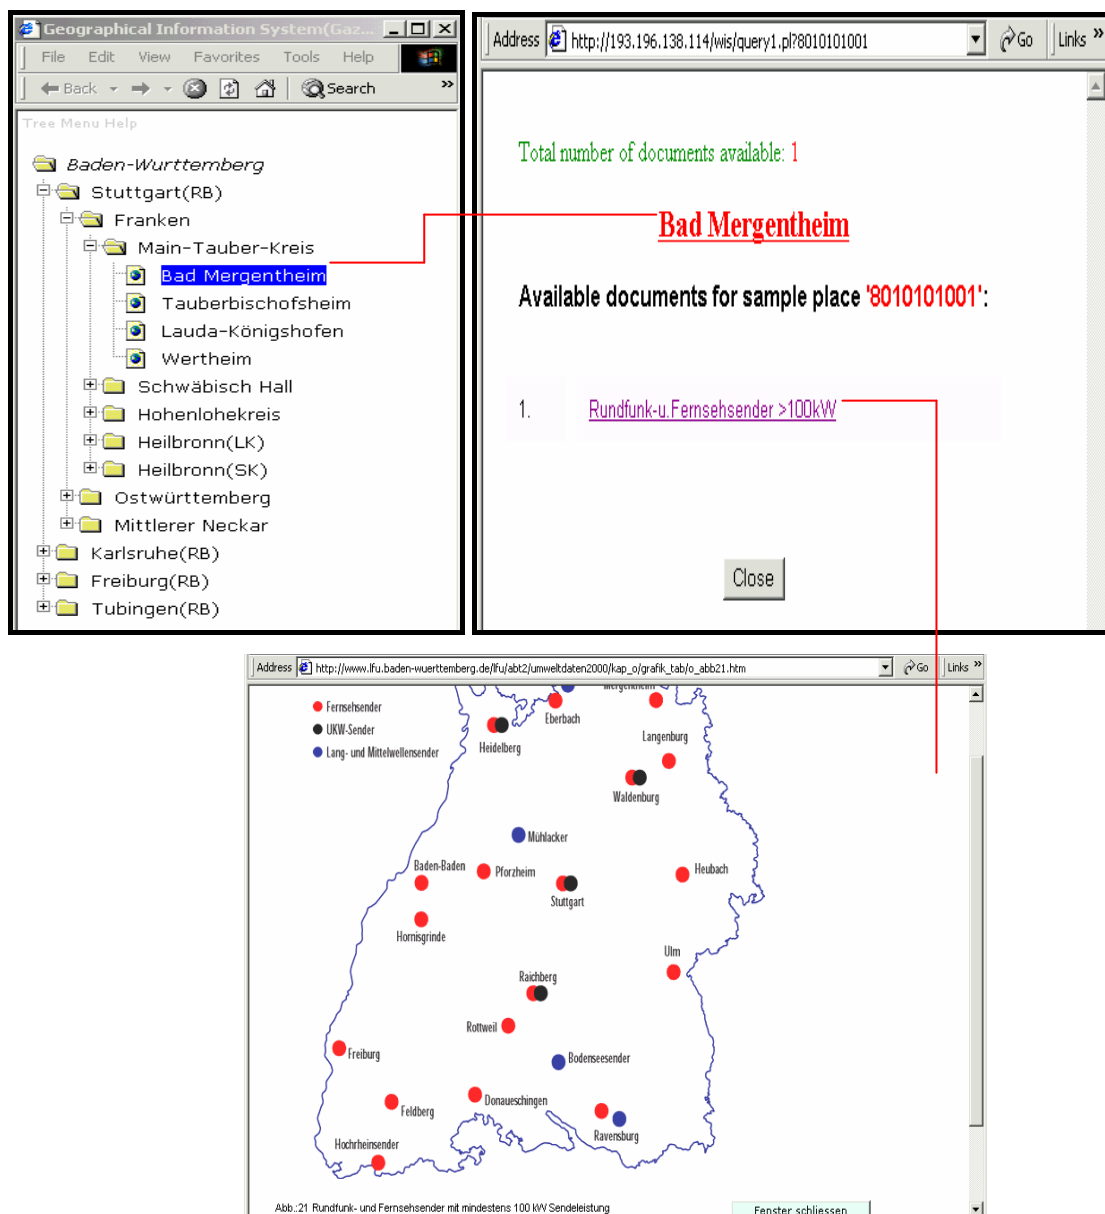 Geographical Information System(Gaz...
File Edit View Favorites Tools Help
Back Search »
Tree Menu Help
Baden-Wurttemberg
Stuttgart(RB)
Franken
Main-Tauber-Kreis
Bad Mergentheim
Tauberbischofsheim
Lauda-Königshofen
Wertheim
Schwäbisch Hall
Hohenlohekreis
Heilbronn(LK)
Heilbronn(SK)
Ostwürttemberg
Mittlerer Neckar
Karlsruhe(RB)
Freiburg(RB)
Tubingen(RB)
Address http://193.196.138.114/wis/query1.pl?8010101001 Go Links »
Total number of documents available: 1
Bad Mergentheim
Available documents for sample place '8010101001':
1. Rundfunk-u.Fernsehsender >100kW
Close
Address http://www.lfu.baden-wuerttemberg.de/lfu/abt2/umweltdaten2000/kap_o/grafik_tab/o_abb21.htm Go Links »
Fernsehsender
UKW-Sender
Lang- und Mittelwellensender
Mergentheim
Eberbach
Heidelberg
Langenburg
Waldenburg
Mühlacker
Baden-Baden
Pforzheim
Heubach
Stuttgart
Hornisgrinde
Ulm
Raichberg
Rottweil
Freiburg
Bodenseesender
Feldberg
Donaueschingen
Ravensburg
Hochrheinsender
Abb.:21 Rundfunk- und Fernsehsender mit mindestens 100 kW Sendeleistung
Fenster schliessen